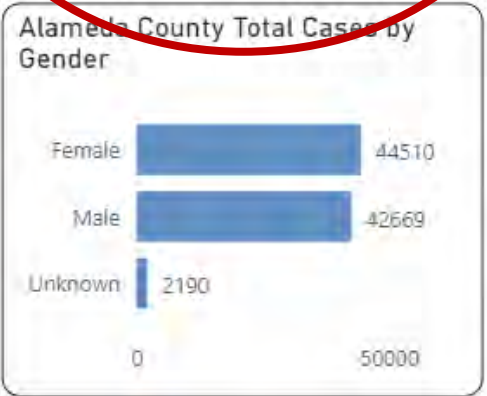 Alameda County Total Cases by
Gender
Female 44510
Male 42669
Unknown 2190
0 50000